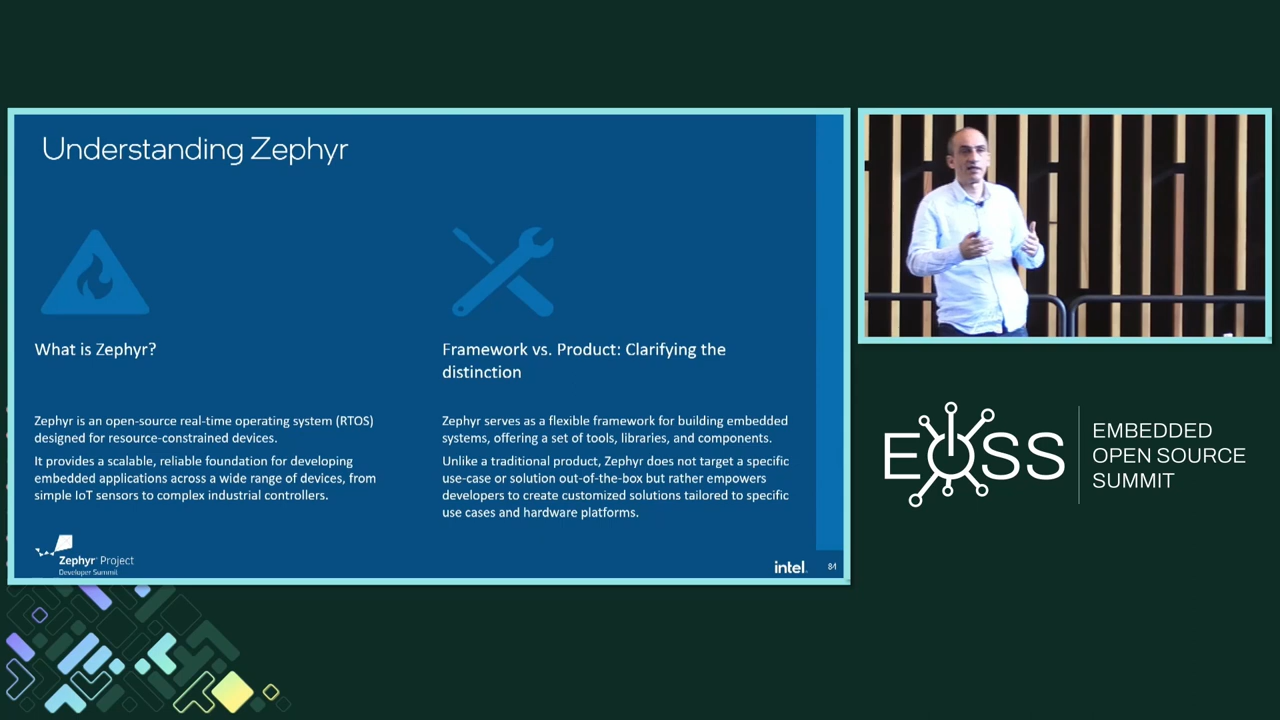 Understanding Zephyr
What is Zephyr?
Zephyr is an open-source real-time operating system (RTOS)
designed for resource-constrained devices.
It provides a scalable, reliable foundation for developing
embedded applications across a wide range of devices, from
simple IoT sensors to complex industrial controllers.
Framework vs. Product: Clarifying the
distinction
Zephyr serves as a flexible framework for building embedded
systems, offering a set of tools, libraries, and components.
Unlike a traditional product, Zephyr does not target a specific
use-case or solution out-of-the-box but rather empowers
developers to create customized solutions tailored to specific
use cases and hardware platforms.
Zephyr Project
Developer Summit
intel
84
EOSS
EMBEDDED
OPEN SOURCE
SUMMIT